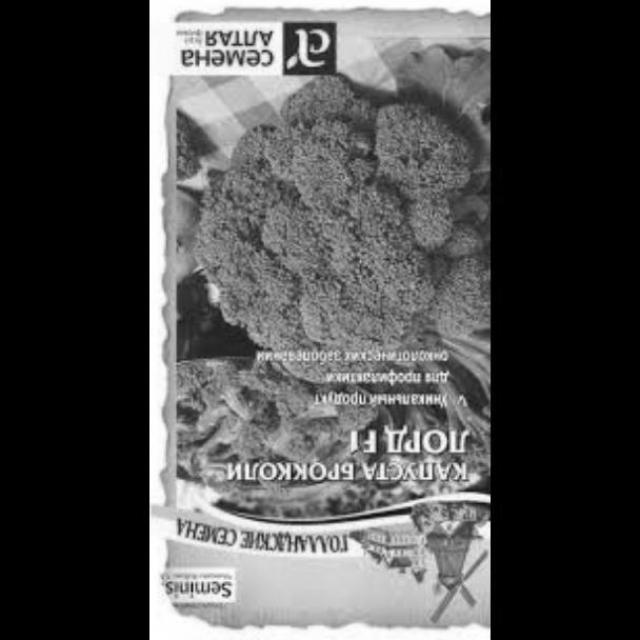 Seminis
ГОЛЛАНДСКИЕ СЕМЕНА
КАПУСТА БРОККОЛИ
ЛОРД F1
V Уникальный продукт
для профилактики
онкологических заболеваний
семена
АЛТАЯ